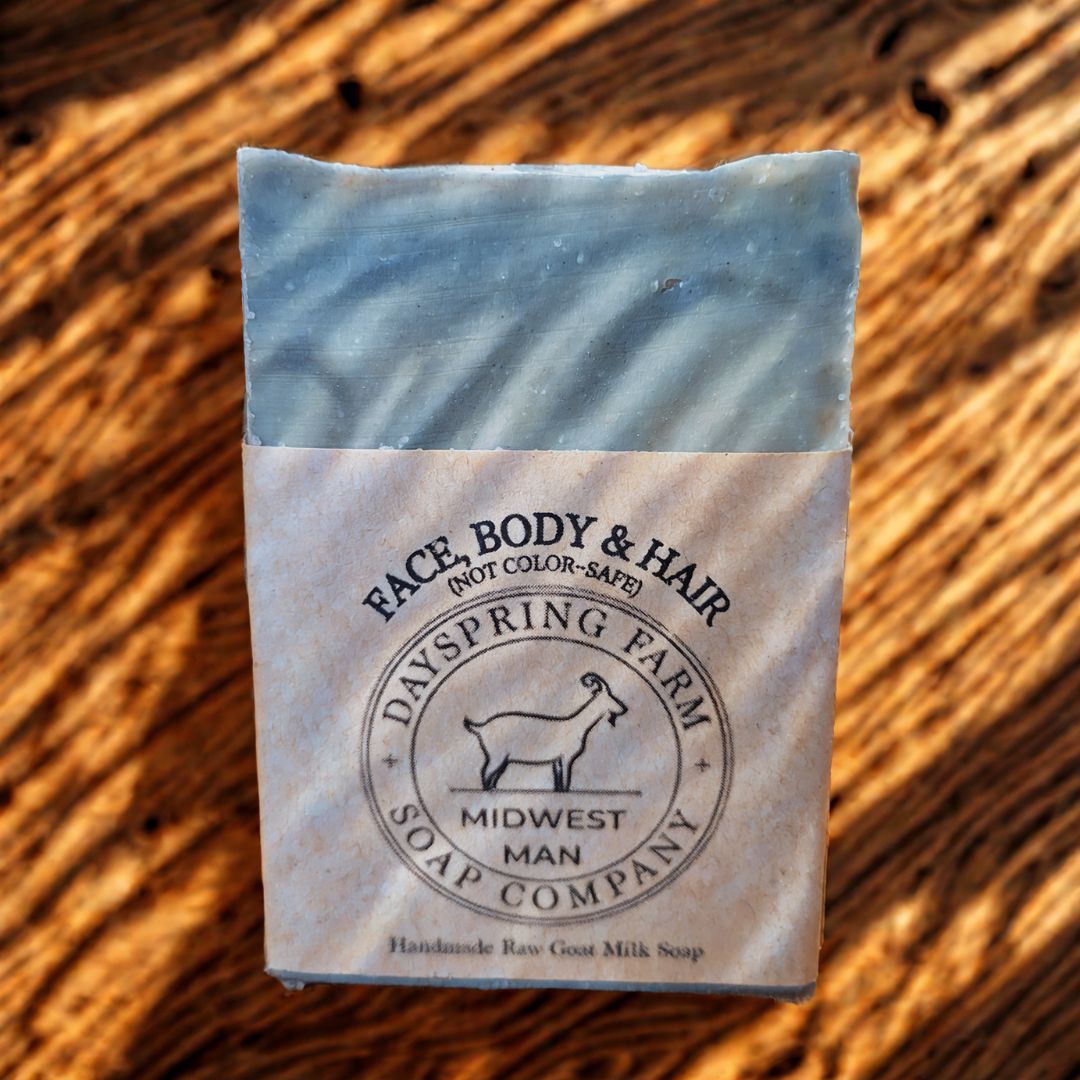 FACE, BODY & HAIR
(NOT COLOR-SAFE)
DAYSPRING FARM
MIDWEST
MAN
SOAP COMPANY
Handmade Raw Goat Milk Soap